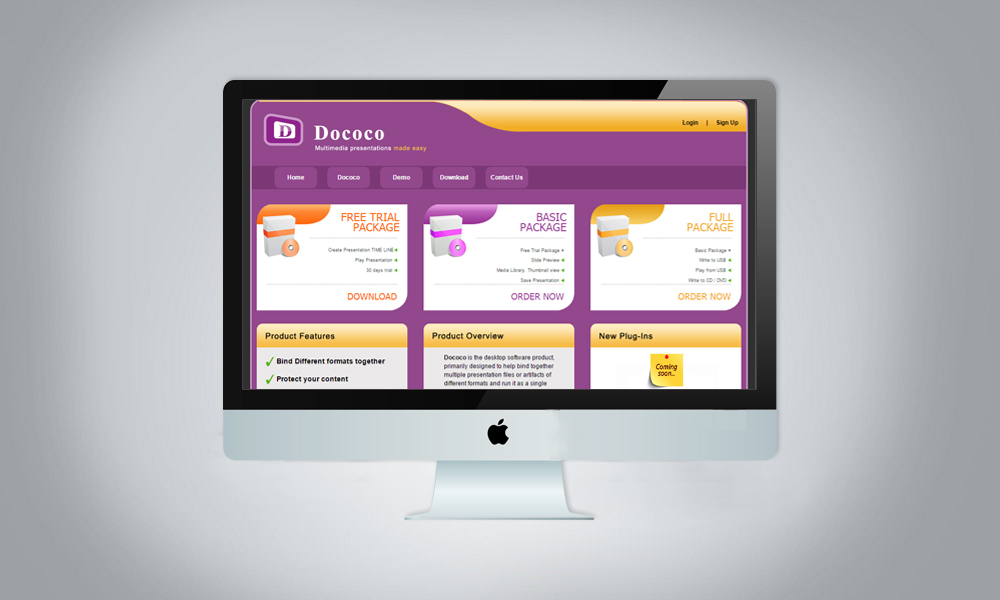 D
Dococo
Multimedia presentations made easy
Login | Sign Up
Home Dococo Demo Download Contact Us
FREE TRIAL
PACKAGE
Create Presentation TIME LINE
Play Presentation
30 days trial
DOWNLOAD
BASIC
PACKAGE
Free Trial Package +
Slide Preview
Media Library, Thumbnail view
Save Presentation
ORDER NOW
FULL
PACKAGE
Basic Package +
Write to USB
Play from USB
Write to CD / DVD
ORDER NOW
Product Features
Bind Different formats together
Protect your content
Product Overview
Dococo is the desktop software product,
primarily designed to help bind together
multiple presentation files or artifacts of
different formats and run it as a single
New Plug-Ins
Coming
soon...